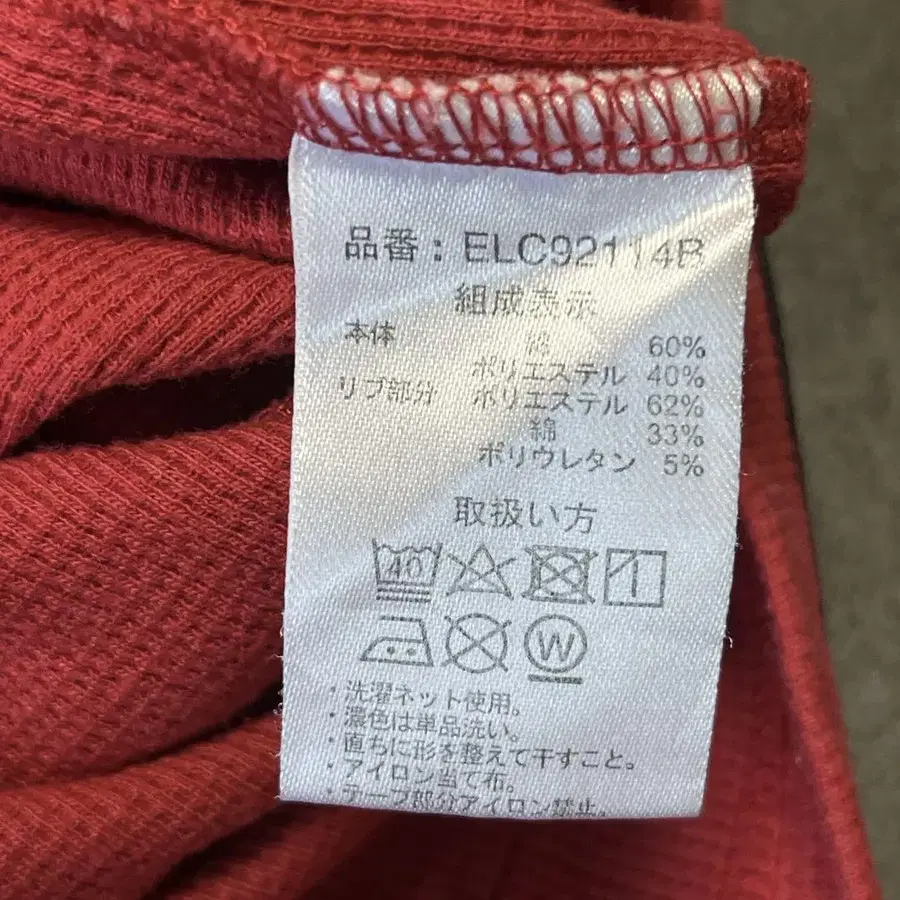 品番：ELC92114B
組成表示
本体 綿 60%
ポリエステル 40%
リブ部分 ポリエステル 62%
綿 33%
ポリウレタン 5%
取扱い方
40
W
・洗濯ネット使用。
・濃色は単品洗い。
・直ちに形を整えて干すこと。
・アイロン当て布。
・テープ部分アイロン禁止。